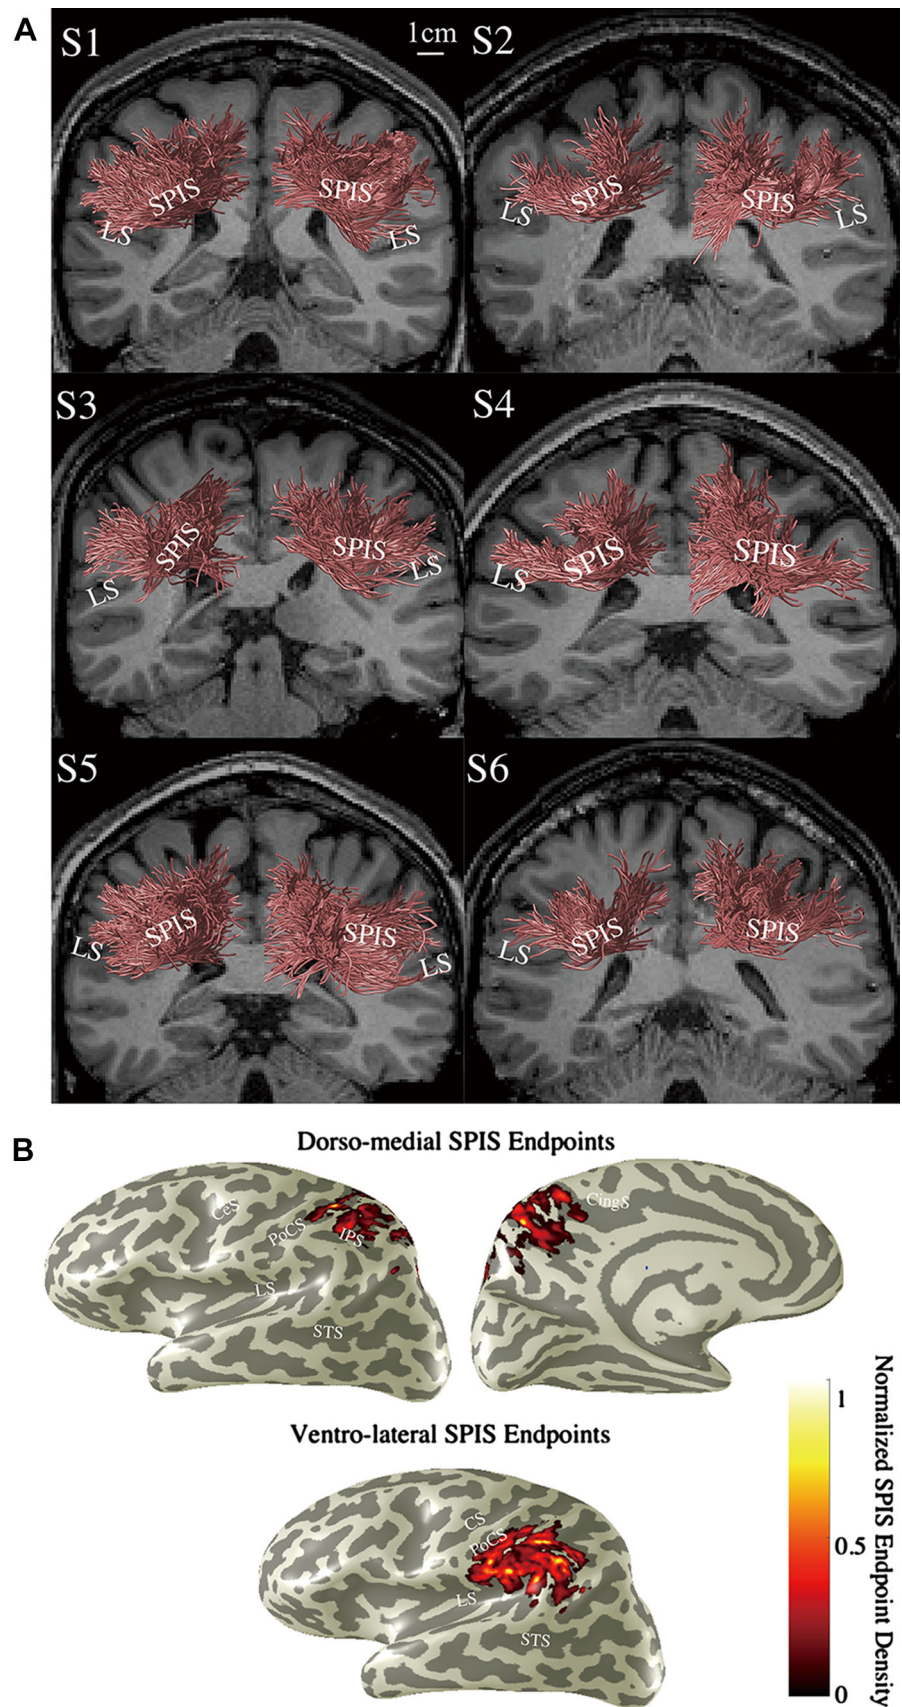 A
S1
1cm
S2
SPIS
SPIS
LS
LS
SPIS
SPIS
LS
LS
S3
S4
SPIS
SPIS
LS
LS
SPIS
SPIS
LS
S5
S6
SPIS
SPIS
LS
LS
SPIS
SPIS
LS
B
Dorso-medial SPIS Endpoints
CeS
PoCS
IPS
LS
STS
CingS
Ventro-lateral SPIS Endpoints
CS
PoCS
LS
STS
1
0.5
0
Normalized SPIS Endpoint Density